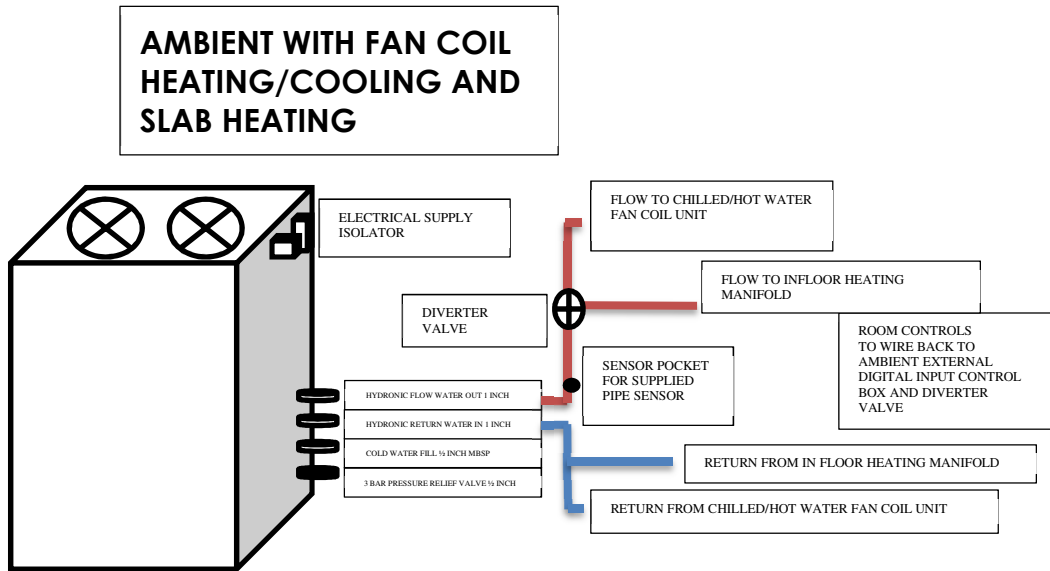 AMBIENT WITH FAN COIL
HEATING/COOLING AND
SLAB HEATING
ELECTRICAL SUPPLY
ISOLATOR
FLOW TO CHILLED/HOT WATER
FAN COIL UNIT
DIVERTER
VALVE
FLOW TO INFLOOR HEATING
MANIFOLD
ROOM CONTROLS
TO WIRE BACK TO
AMBIENT EXTERNAL
DIGITAL INPUT CONTROL
BOX AND DIVERTER
VALVE
SENSOR POCKET
FOR SUPPLIED
PIPE SENSOR
HYDRONIC FLOW WATER OUT 1 INCH
HYDRONIC RETURN WATER IN 1 INCH
COLD WATER FILL ½ INCH MBSP
3 BAR PRESSURE RELIEF VALVE ½ INCH
RETURN FROM IN FLOOR HEATING MANIFOLD
RETURN FROM CHILLED/HOT WATER FAN COIL UNIT